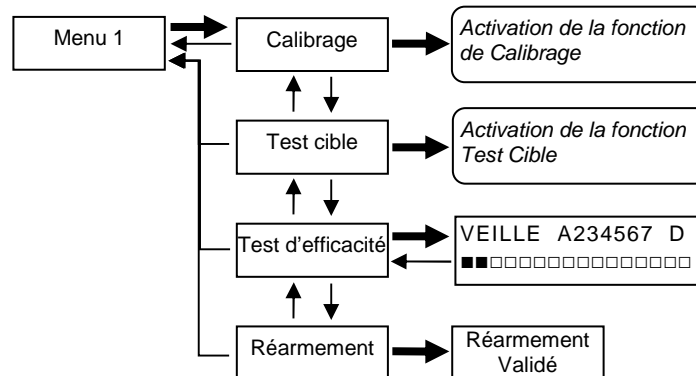 Menu 1
Calibrage
Activation de la fonction
de Calibrage
Test cible
Activation de la fonction
Test Cible
Test d’efficacité
VEILLE A234567 D
■■□□□□□□□□□□□□□□
Réarmement
Réarmement
Validé